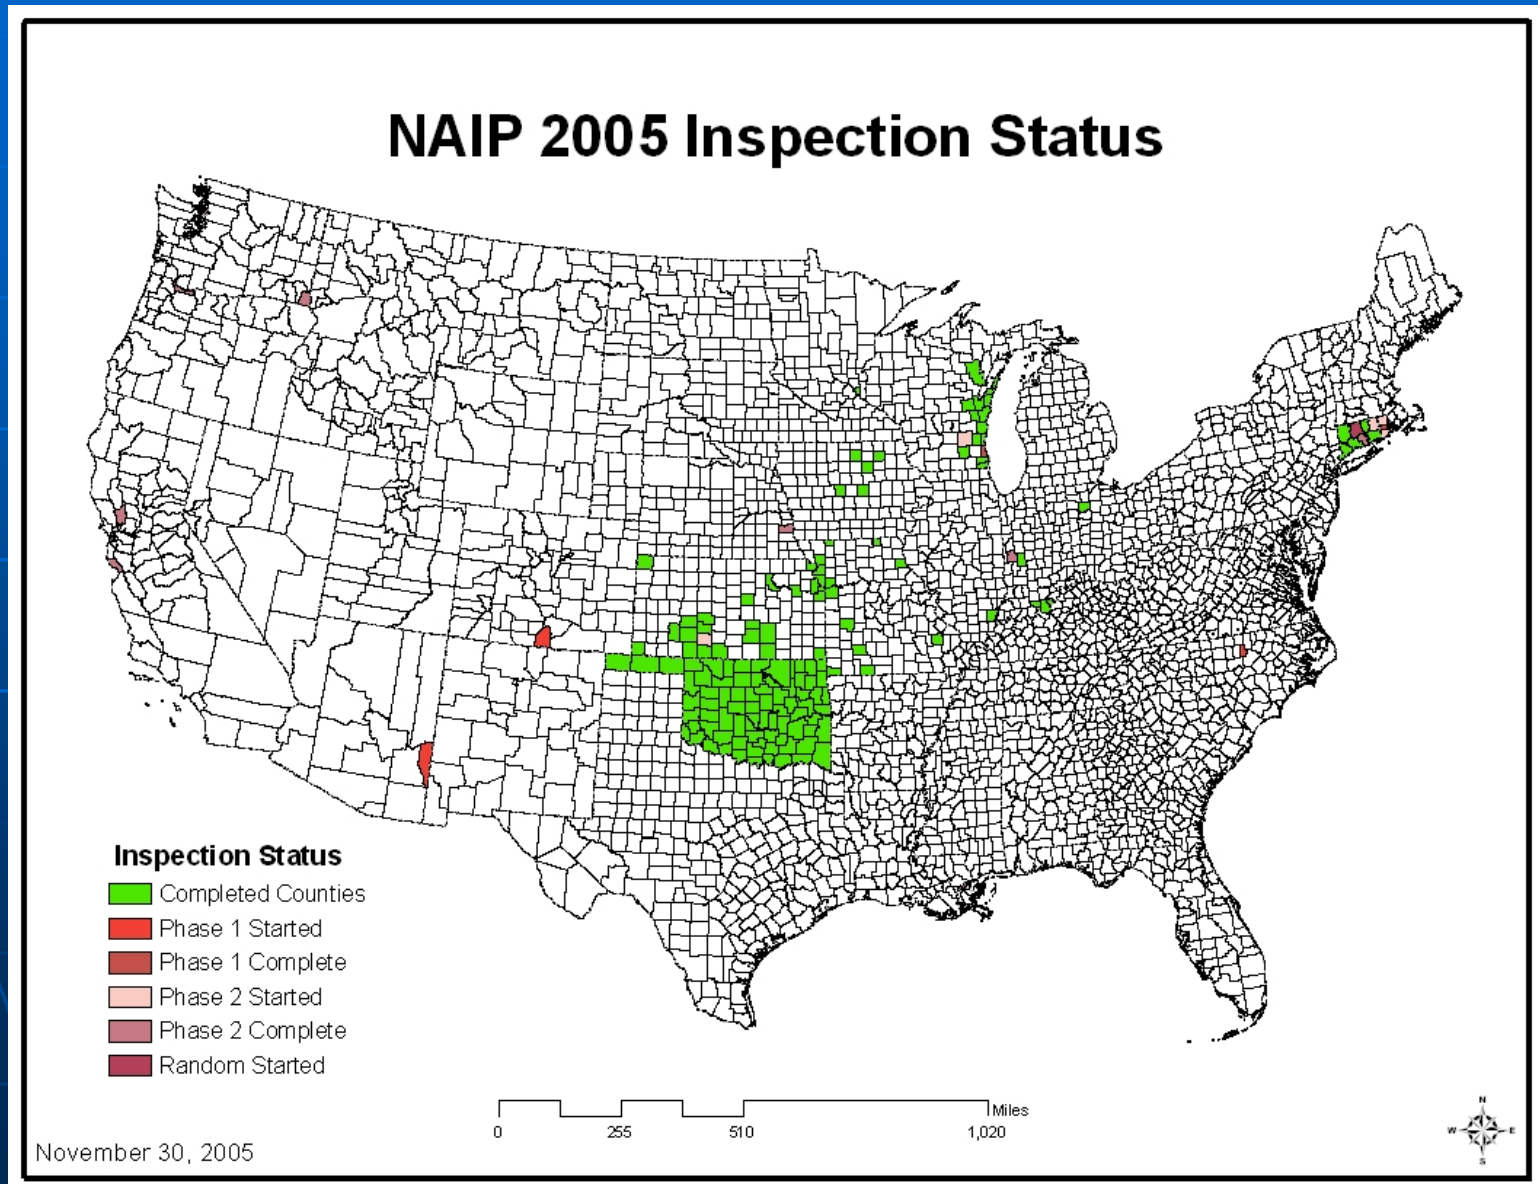 NAIP 2005 Inspection Status
Inspection Status
Completed Counties
Phase 1 Started
Phase 1 Complete
Phase 2 Started
Phase 2 Complete
Random Started
Miles
0 255 510 1,020
November 30, 2005
N
W E
S